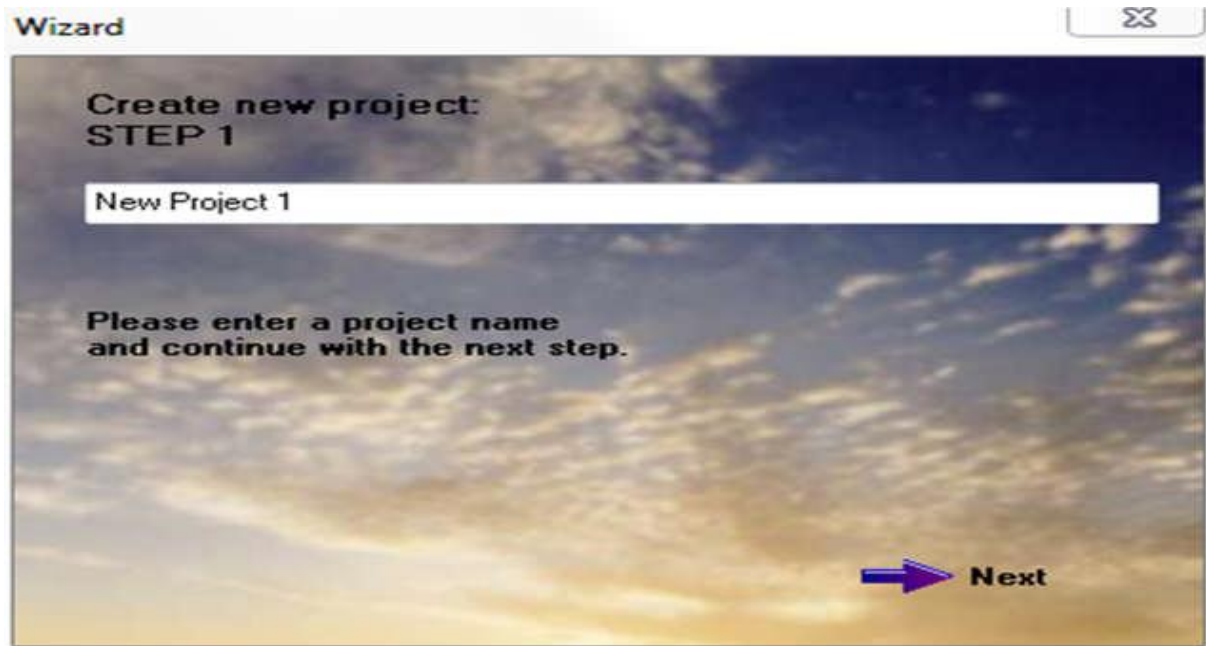 Wizard
Create new project:
STEP 1
New Project 1
Please enter a project name
and continue with the next step.
Next